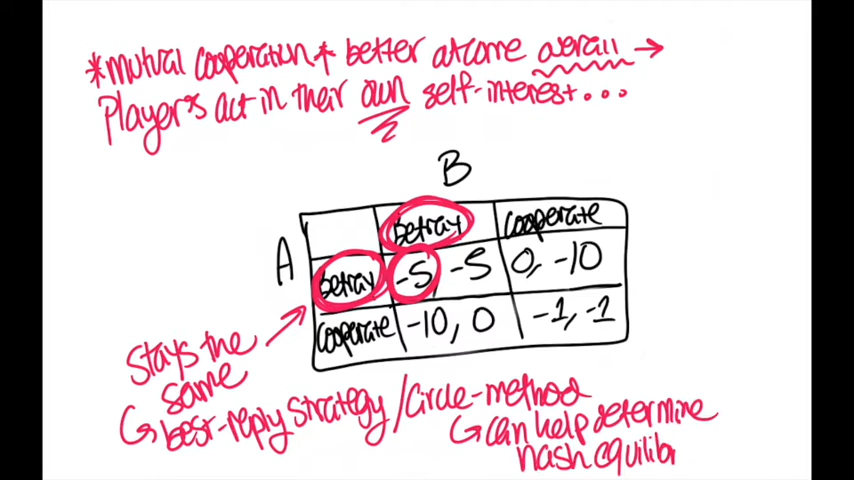 *mutual cooperation* better outcome overall →
Players act in their own self-interest...
B
betray cooperate
A betray -5, -5 0, -10
cooperate -10, 0 -1, -1
stays the
same
best-reply strategy / circle-method
can help determine
nash equilib